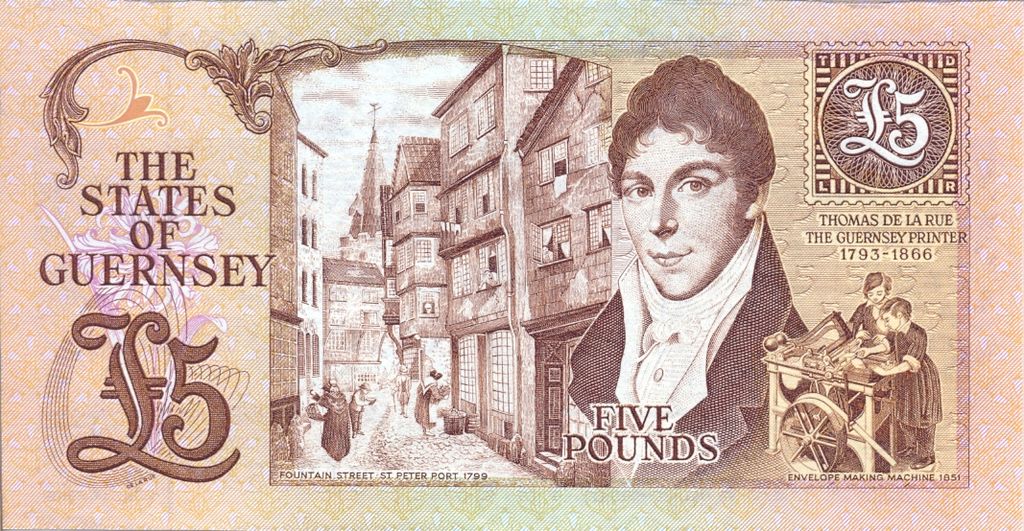 THE
STATES
OF
GUERNSEY
£5
FOUNTAIN STREET ST PETER PORT 1799
FIVE
POUNDS
T D
£5
L R
THOMAS DE LA RUE
THE GUERNSEY PRINTER
1793-1866
ENVELOPE MAKING MACHINE 1851